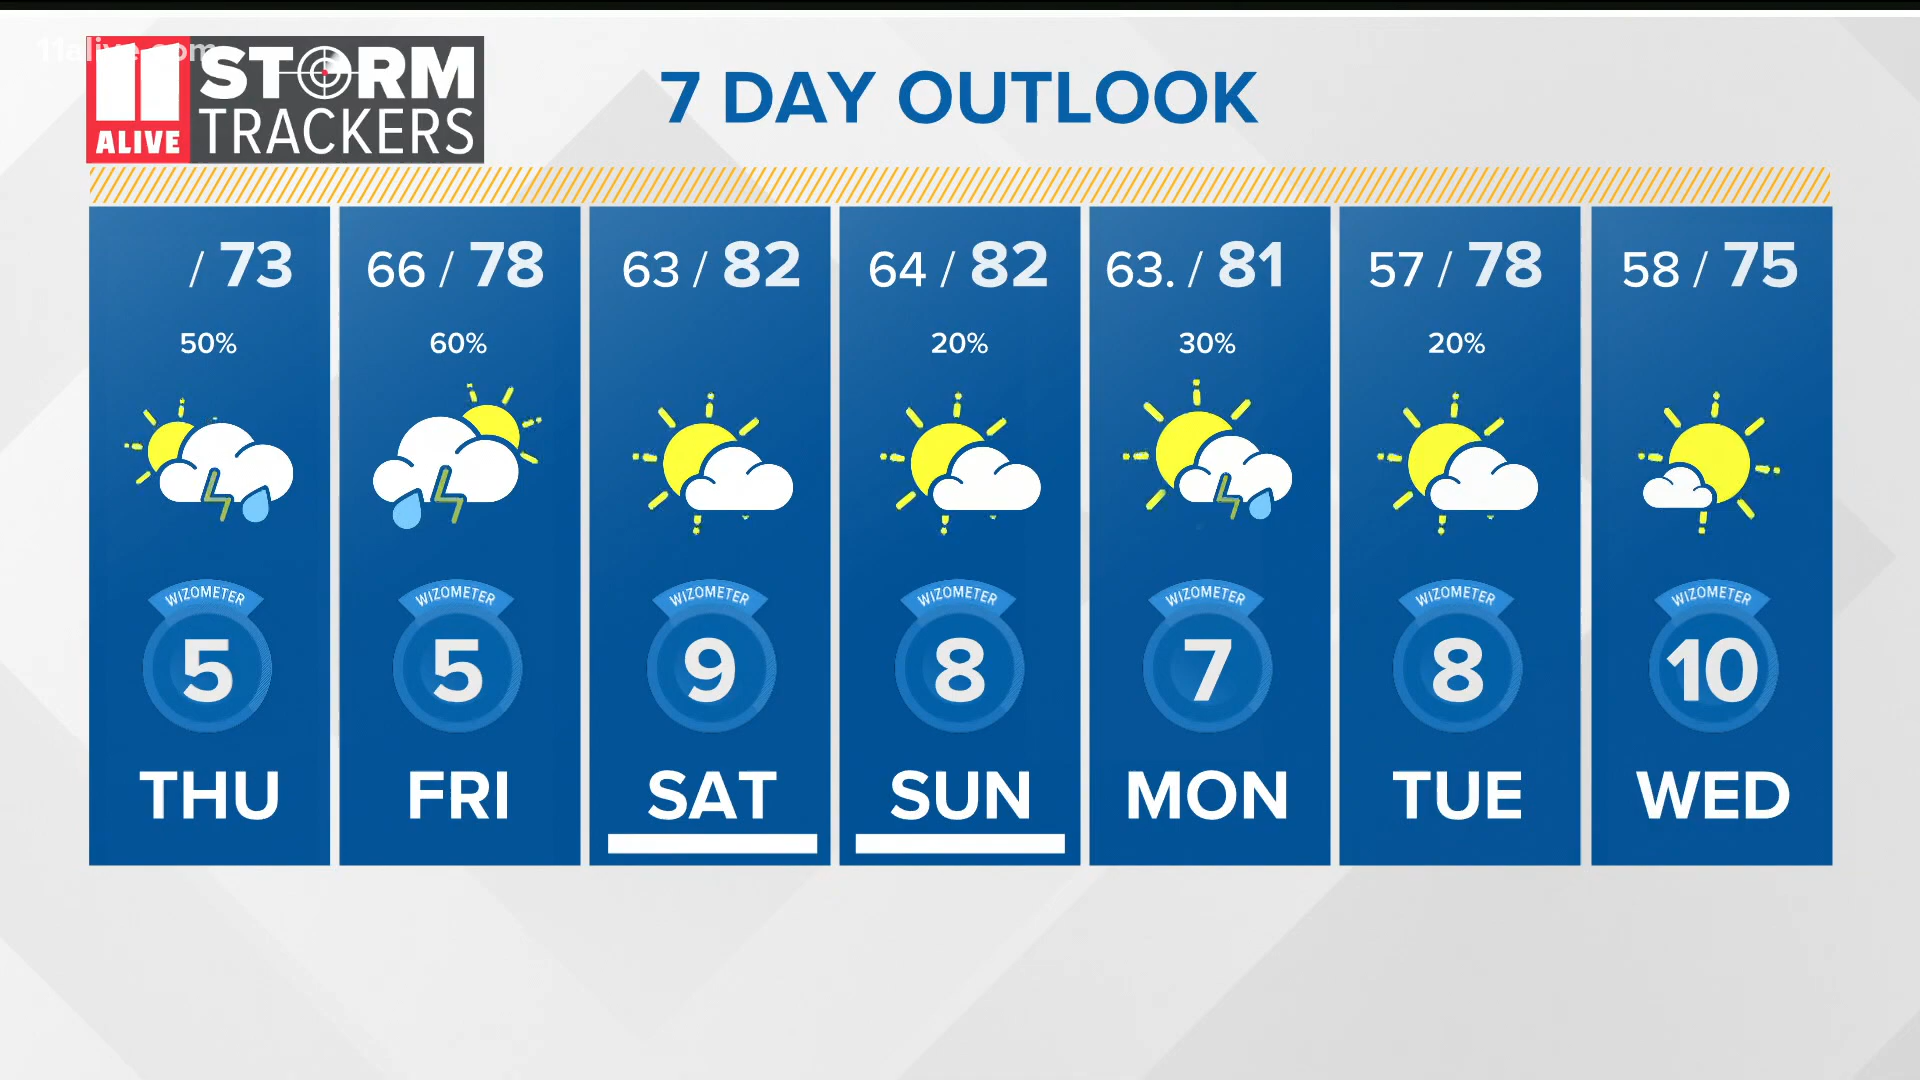 11alive.com
11 ALIVE
STORM
TRACKERS
7 DAY OUTLOOK
/ 73
50%
WIZOMETER
5
THU
66 / 78
60%
WIZOMETER
5
FRI
63 / 82
WIZOMETER
9
SAT
64 / 82
20%
WIZOMETER
8
SUN
63. / 81
30%
WIZOMETER
7
MON
57 / 78
20%
WIZOMETER
8
TUE
58 / 75
WIZOMETER
10
WED